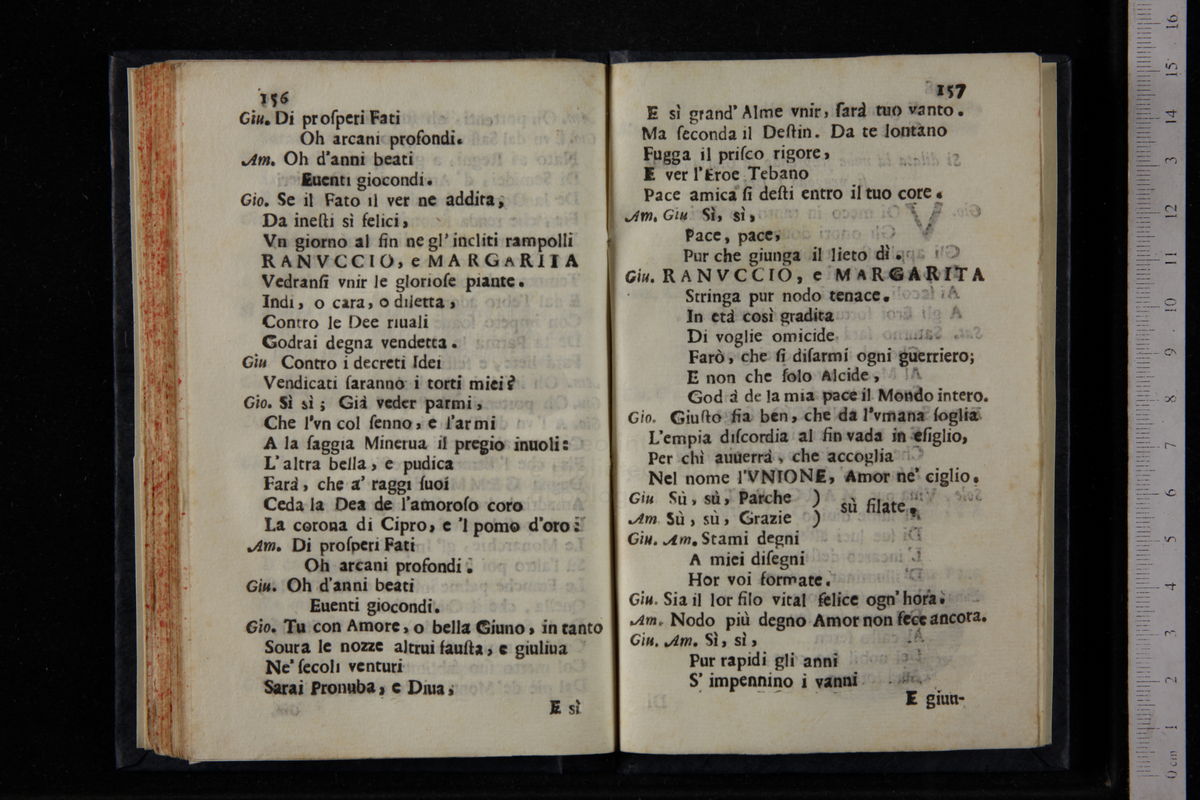 156
Giu. Di proſperi Fati
Oh arcani profondi.
Am. Oh d'anni beati
Euenti giocondi.
Gio. Se il Fato il ver ne addita,
Da ineſti sì felici,
Vn giorno al fin ne gl' incliti rampolli
RANVCCIO, e MARGARITA
Vedranſi vnir le glorioſe piante.
Indi, o cara, o diletta,
Contro le Dee riuali
Godrai degna vendetta.
Giu Contro i decreti Idei
Vendicati ſaranno i torti miei?
Gio. Sì sì; Già veder parmi,
Che l'vn col ſenno, e l'armi
A la ſaggia Minerua il pregio inuoli:
L'altra bella, e pudica
Farà, che a' raggi ſuoi
Ceda la Dea de l'amoroſo coro
La corona di Cipro, e 'l pomo d'oro:
Am. Di proſperi Fati
Oh arcani profondi.
Giu. Oh d'anni beati
Euenti giocondi.
Gio. Tu con Amore, o bella Giuno, in tanto
Soura le nozze altrui fauſta, e giuliua
Ne' ſecoli venturi
Sarai Pronuba, e Diua,
E sì
157
E sì grand' Alme vnir, ſarà tuo vanto.
Ma ſeconda il Deſtin. Da te lontano
Fugga il priſco rigore,
E ver l'Eroe Tebano
Pace amica ſi deſti entro il tuo core.
Am. Giu Sì, sì,
Pace, pace,
Pur che giunga il lieto dì.
Giu. RANVCCIO, e MARGARITA
Stringa pur nodo tenace.
In età così gradita
Di voglie omicide
Farò, che ſi diſarmi ogni guerriero;
E non che ſolo Alcide,
God à de la mia pace il Mondo intero.
Gio. Giuſto fia ben, che da l'vmana ſoglia
L'empia diſcordia al fin vada in eſiglio,
Per chì auuerrà, che accoglia
Nel nome l'VNIONE, Amor ne' ciglio.
Giu Sù, sù, Parche ) sù filate.
Am Sù, sù, Grazie )
Giu. Am. Stami degni
A miei diſegni
Hor voi formate.
Giu. Sia il lor filo vital felice ogn' hora.
Am. Nodo più degno Amor non fece ancora.
Giu. Am. Sì, sì,
Pur rapidi gli anni
S' impennino i vanni
E giun-